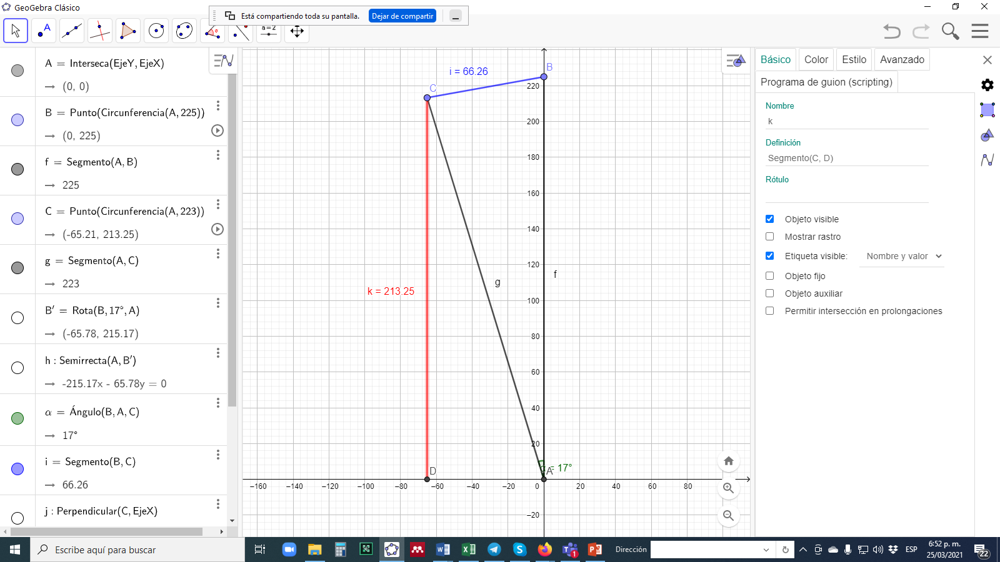 GeoGebra Clásico
Está compartiendo toda su pantalla.
Dejar de compartir
A
a=2
A = Interseca(EjeY, EjeX)
→ (0, 0)
B = Punto(Circunferencia(A, 225))
→ (0, 225)
f = Segmento(A, B)
→ 225
C = Punto(Circunferencia(A, 223))
→ (-65.21, 213.25)
g = Segmento(A, C)
→ 223
B′ = Rota(B, 17°, A)
→ (-65.78, 215.17)
h : Semirrecta(A, B′)
→ -215.17x - 65.78y = 0
α = Ángulo(B, A, C)
→ 17°
i = Segmento(B, C)
→ 66.26
j : Perpendicular(C, EjeX)
i = 66.26
B
C
220
200
180
160
140
120
100
80
60
40
20
−20
f
g
k = 213.25
D
A
α = 17°
−160 −140 −120 −100 −80 −60 −40 −20 0 20 40 60 80
Básico
Color
Estilo
Avanzado
Programa de guion (scripting)
Nombre
k
Definición
Segmento(C, D)
Rótulo
Objeto visible
Mostrar rastro
Etiqueta visible: Nombre y valor
Objeto fijo
Objeto auxiliar
Permitir intersección en prolongaciones
Escribe aquí para buscar
1
Dirección
ESP
6:52 p. m.
25/03/2021
22